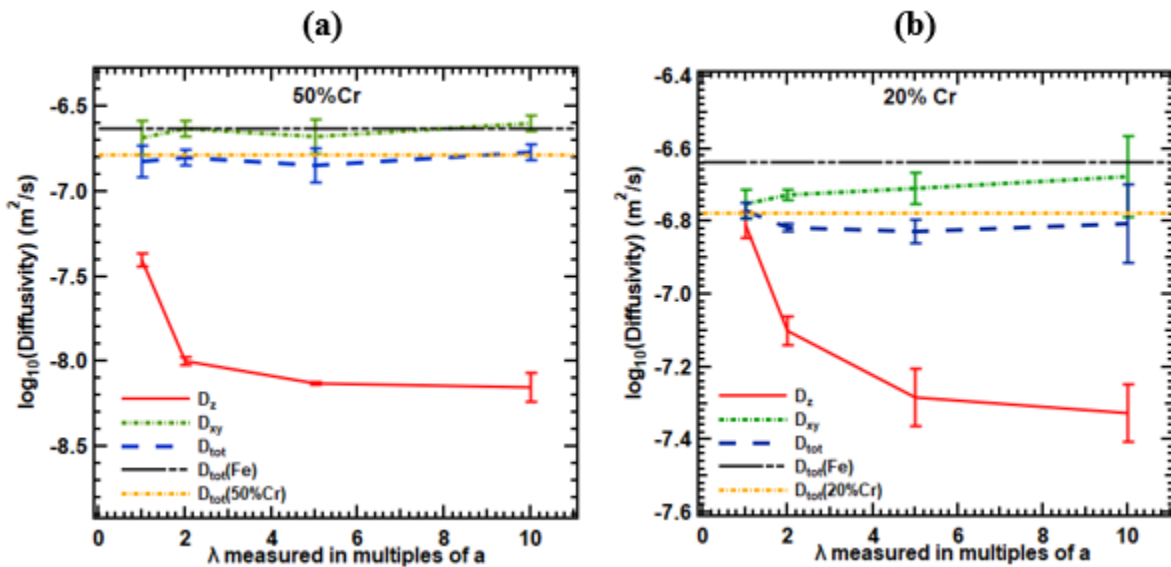 (a)
50%Cr
log10(Diffusivity) (m²/s)
-6.5
-7.0
-7.5
-8.0
-8.5
Dz
Dxy
Dtot
Dtot(Fe)
Dtot(50%Cr)
0 2 4 6 8 10
λ measured in multiples of a
(b)
20% Cr
log10(Diffusivity) (m²/s)
-6.4
-6.6
-6.8
-7.0
-7.2
-7.4
-7.6
Dz
Dxy
Dtot
Dtot(Fe)
Dtot(20%Cr)
0 2 4 6 8 10
λ measured in multiples of a